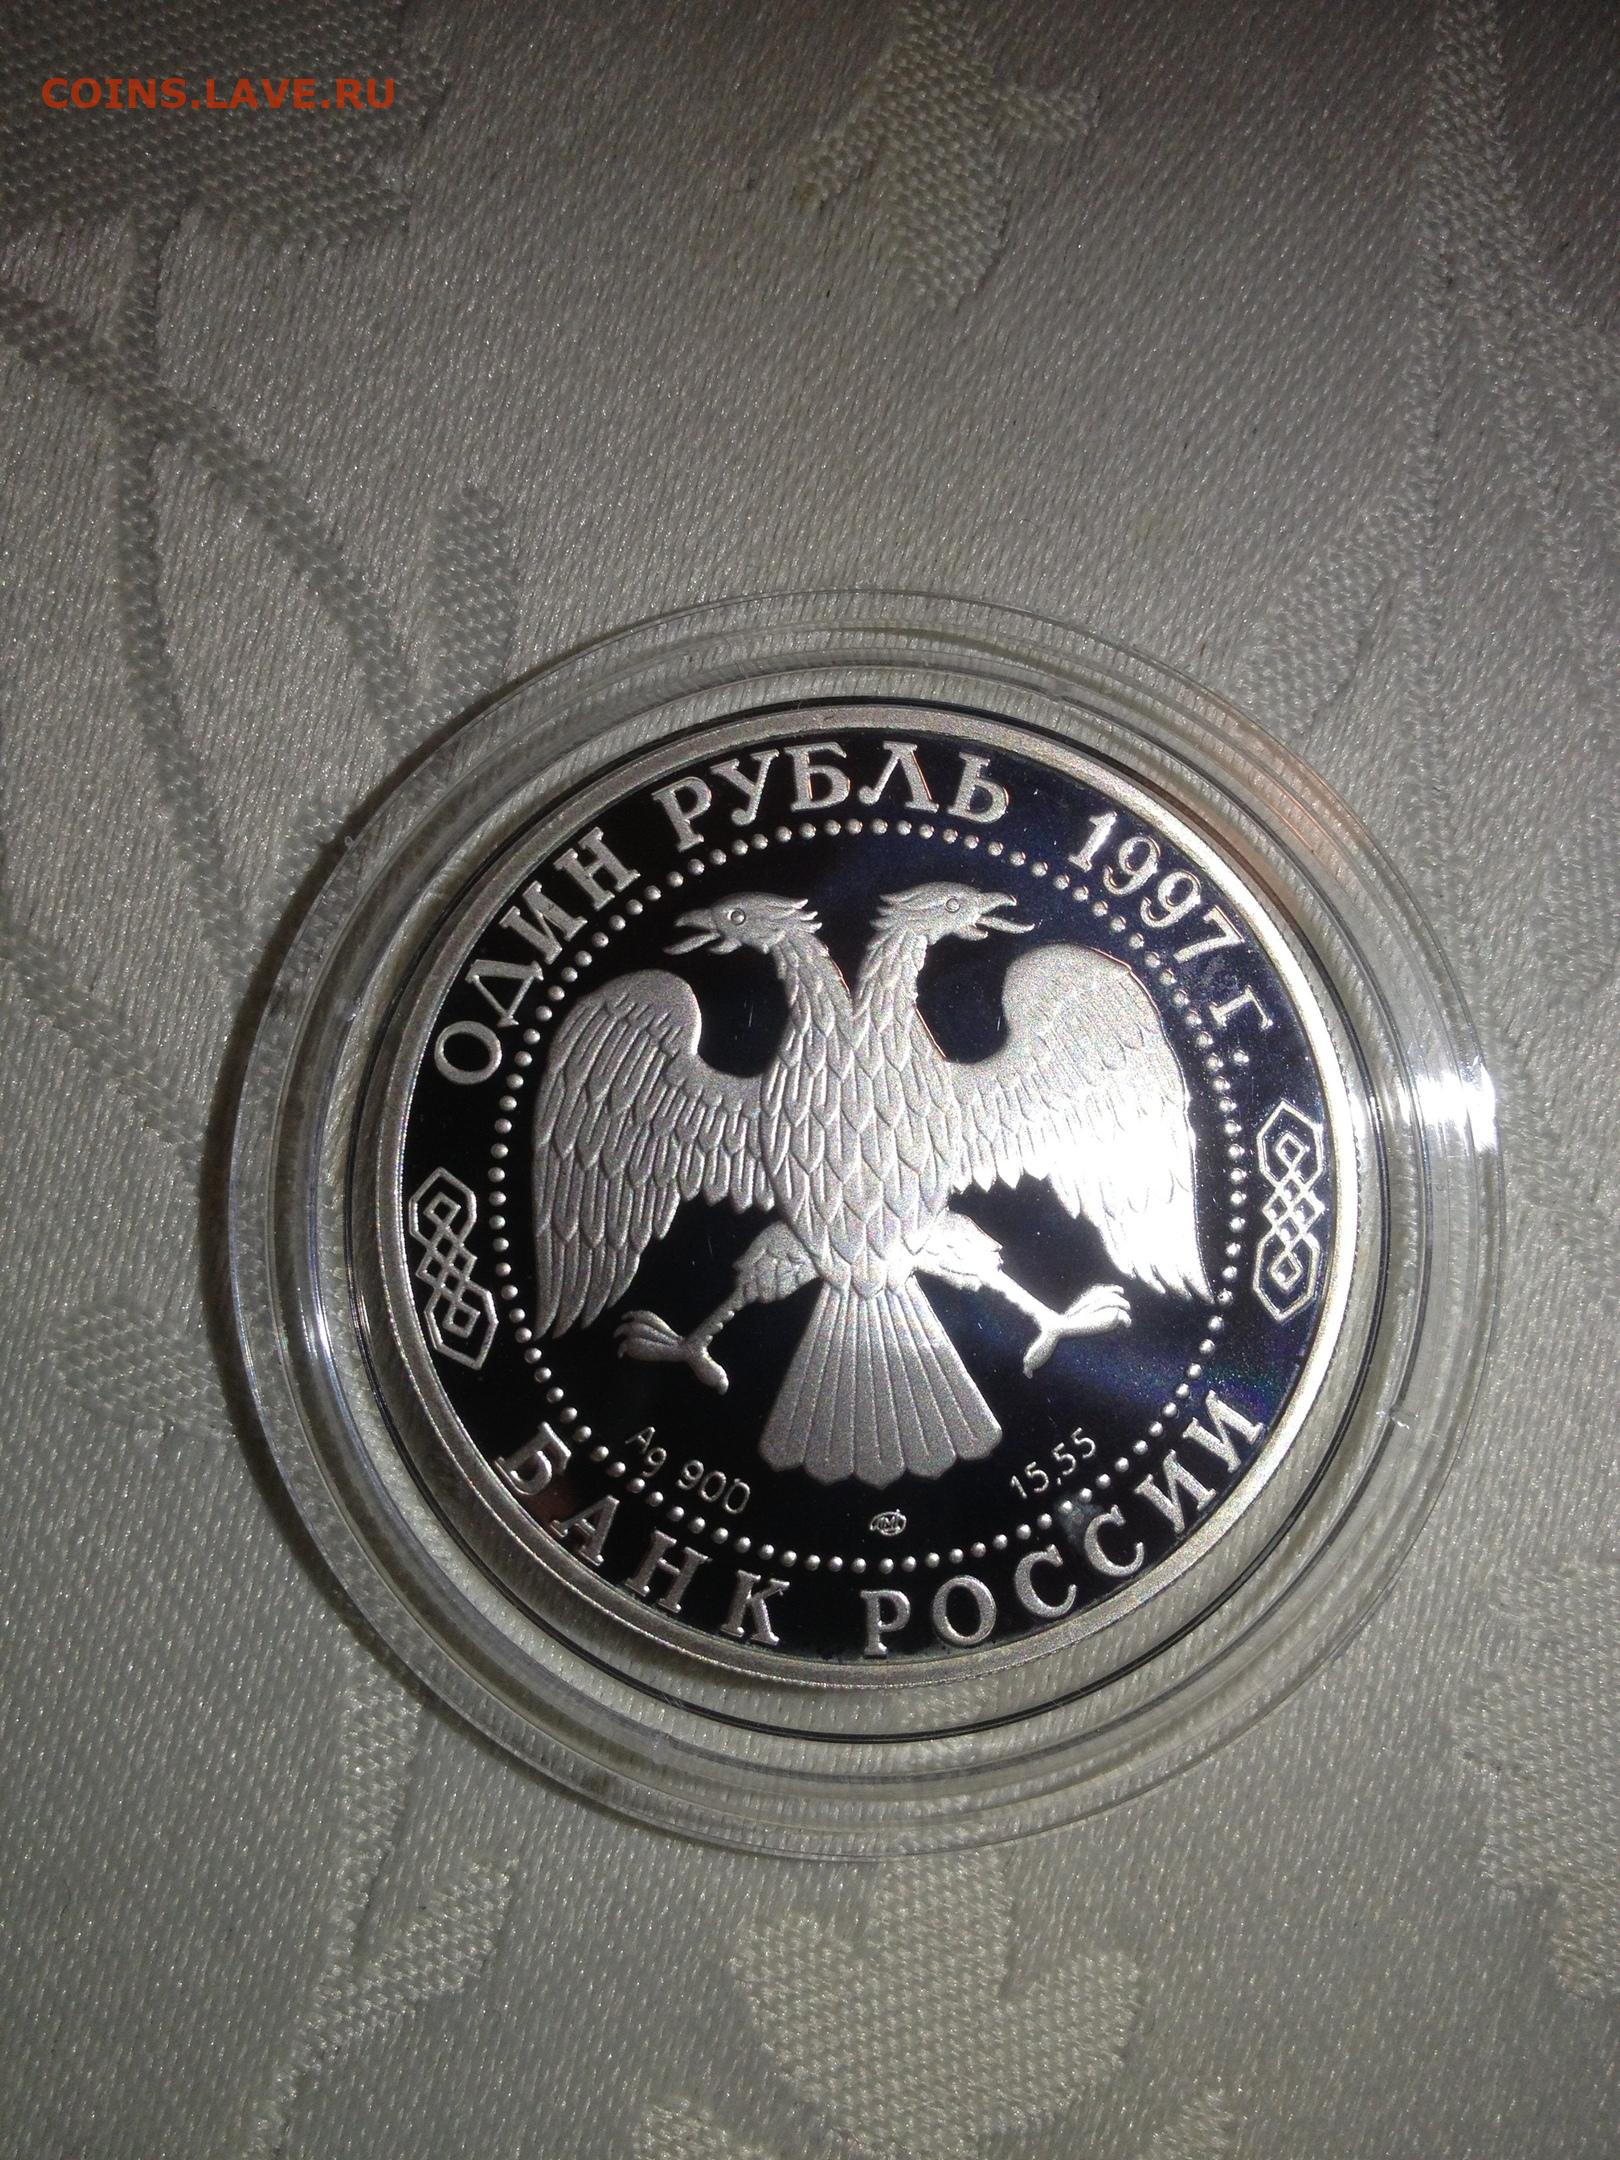 COINS.LAVE.RU
ОДИН РУБЛЬ 1997 г.
Ag 900
15,55
БАНК РОССИИ